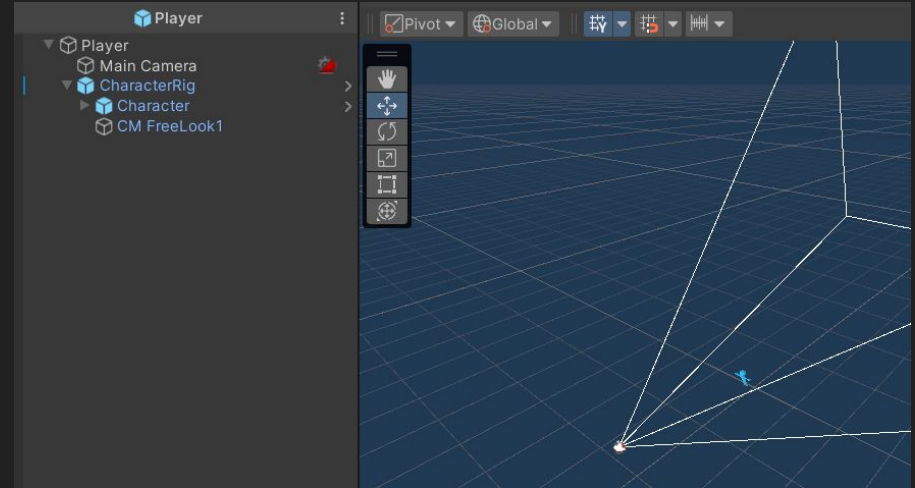 Player
Pivot Global
Player
Main Camera
CharacterRig
Character
CM FreeLook1